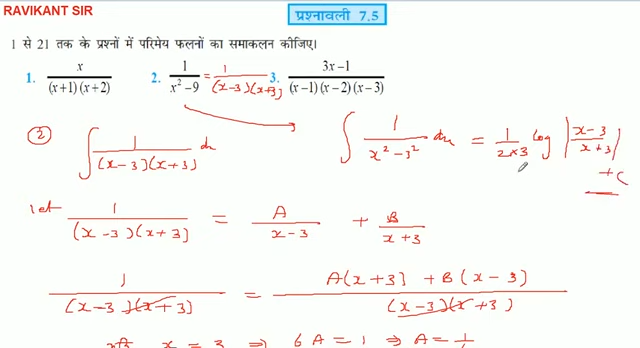 RAVIKANT SIR
प्रश्नावली 7.5
1 से 21 तक के प्रश्नों में परिमेय फलनों का समाकलन कीजिए।
1. x/((x+1)(x+2)) 2. 1/(x²−9) = 1/((x−3)(x+3)) 3. (3x−1)/((x−1)(x−2)(x−3))
② ∫ 1/((x−3)(x+3)) dx ∫ 1/(x²−3²) dx = 1/(2×3) log |(x−3)/(x+3)| + C
let 1/((x−3)(x+3)) = A/(x−3) + B/(x+3)
1/((x−3)(x+3)) = (A(x+3) + B(x−3))/((x−3)(x+3))
x = 3 ⇒ 6A = 1 ⇒ A = 1/